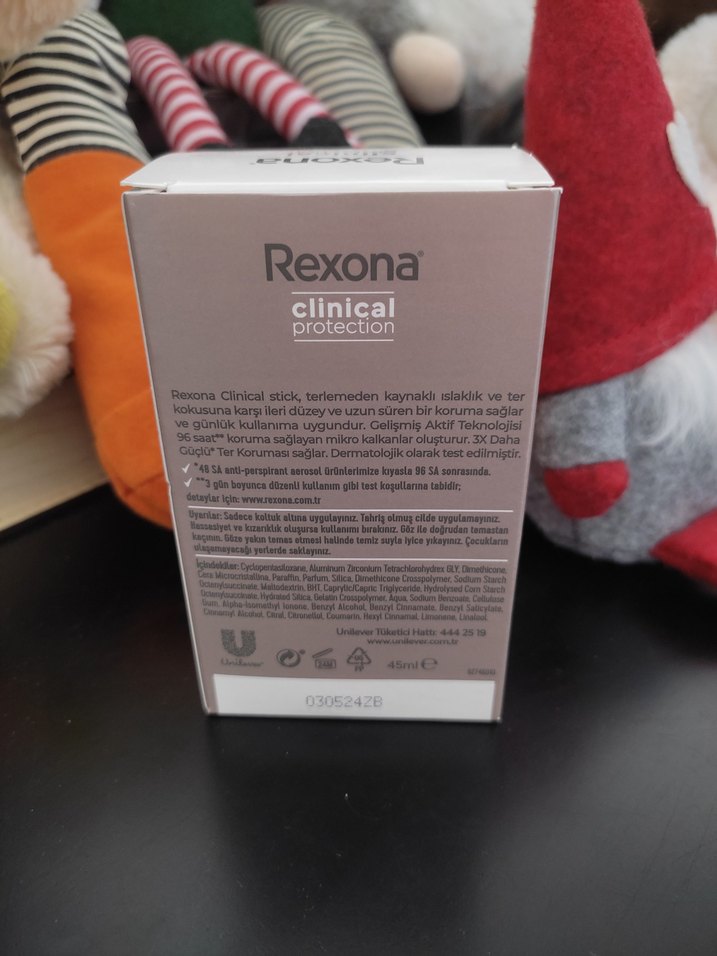 Rexona
Rexona®
clinical
protection
Rexona Clinical stick, terlemeden kaynaklı ıslaklık ve ter
kokusuna karşı ileri düzey ve uzun süren bir koruma sağlar
ve günlük kullanıma uygundur. Gelişmiş Aktif Teknolojisi
96 saat** koruma sağlayan mikro kalkanlar oluşturur. 3X Daha
Güçlü* Ter Koruması sağlar. Dermatolojik olarak test edilmiştir.
✓ *48 SA anti-perspirant aerosol ürünlerimize kıyasla 96 SA sonrasında.
✓ **3 gün boyunca düzenli kullanım gibi test koşullarına tabidir;
detaylar için: www.rexona.com.tr
Uyarılar: Sadece koltuk altına uygulayınız. Tahriş olmuş cilde uygulamayınız.
Hassasiyet ve kızarıklık oluşursa kullanımı bırakınız. Göz ile doğrudan temastan
kaçının. Göze yakın temas etmesi halinde temiz suyla iyice yıkayınız. Çocukların
ulaşamayacağı yerlerde saklayınız.
İçindekiler: Cyclopentasiloxane, Aluminum Zirconium Tetrachlorohydrex GLY, Dimethicone,
Cera Microcristallina, Paraffin, Parfum, Silica, Dimethicone Crosspolymer, Sodium Starch
Octenylsuccinate, Maltodextrin, BHT, Caprylic/Capric Triglyceride, Hydrolysed Corn Starch
Octenylsuccinate, Hydrated Silica, Gelatin Crosspolymer, Aqua, Sodium Benzoate, Cellulose
Gum, Alpha-Isomethyl Ionone, Benzyl Alcohol, Benzyl Cinnamate, Benzyl Salicylate,
Cinnamyl Alcohol, Citral, Citronellol, Coumarin, Hexyl Cinnamal, Limonene, Linalool.
Unilever Tüketici Hattı: 444 25 19
www.unilever.com.tr
Unilever 24M 05 PP 45ml ℮
030524ZB